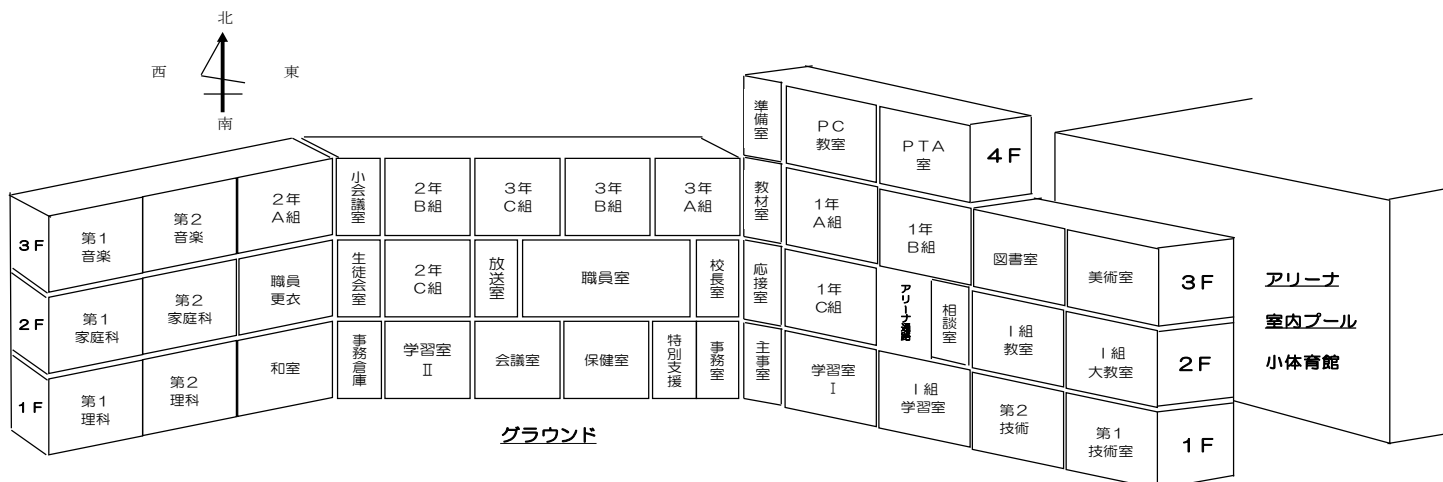 北
西
東
南
準備室
PC
教室
PTA
室
4F
小会議室
2年
B組
3年
C組
3年
B組
3年
A組
教材室
1年
A組
1年
B組
図書室
美術室
3F
3F
第1
音楽
第2
音楽
2年
A組
生徒会室
2年
C組
放送室
職員室
校長室
応接室
1年
C組
アリーナ通路
相談室
I組
教室
I組
大教室
2F
2F
第1
家庭科
第2
家庭科
職員
更衣
事務倉庫
学習室
Ⅱ
会議室
保健室
特別支援
事務室
主事室
学習室
I
I組
学習室
第2
技術
第1
技術室
1F
1F
第1
理科
第2
理科
和室
グラウンド
アリーナ
室内プール
小体育館